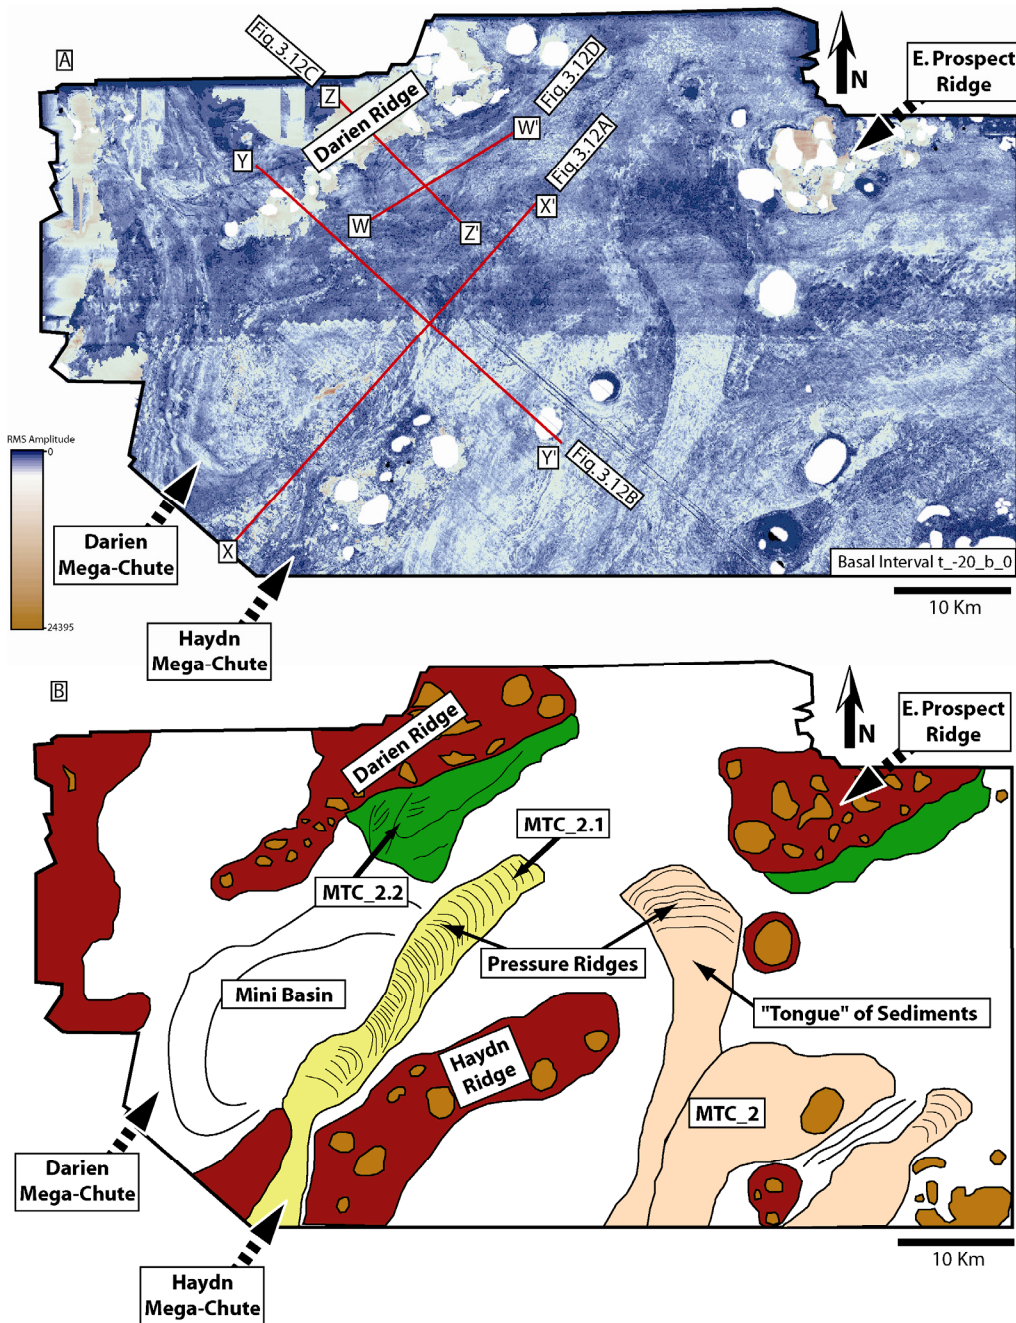 A
Fig.3.12C
Z
Darien Ridge
Fig.3.12D
W'
Fig.3.12A
X'
N
E. Prospect
Ridge
Y
W
Z'
RMS Amplitude
0
24395
Y'
Fig.3.12B
X
Darien
Mega-Chute
Haydn
Mega-Chute
Basal Interval t_-20_b_0
10 Km
B
Darien Ridge
N
E. Prospect
Ridge
MTC_2.1
MTC_2.2
Pressure Ridges
Mini Basin
"Tongue" of Sediments
Haydn
Ridge
MTC_2
Darien
Mega-Chute
Haydn
Mega-Chute
10 Km